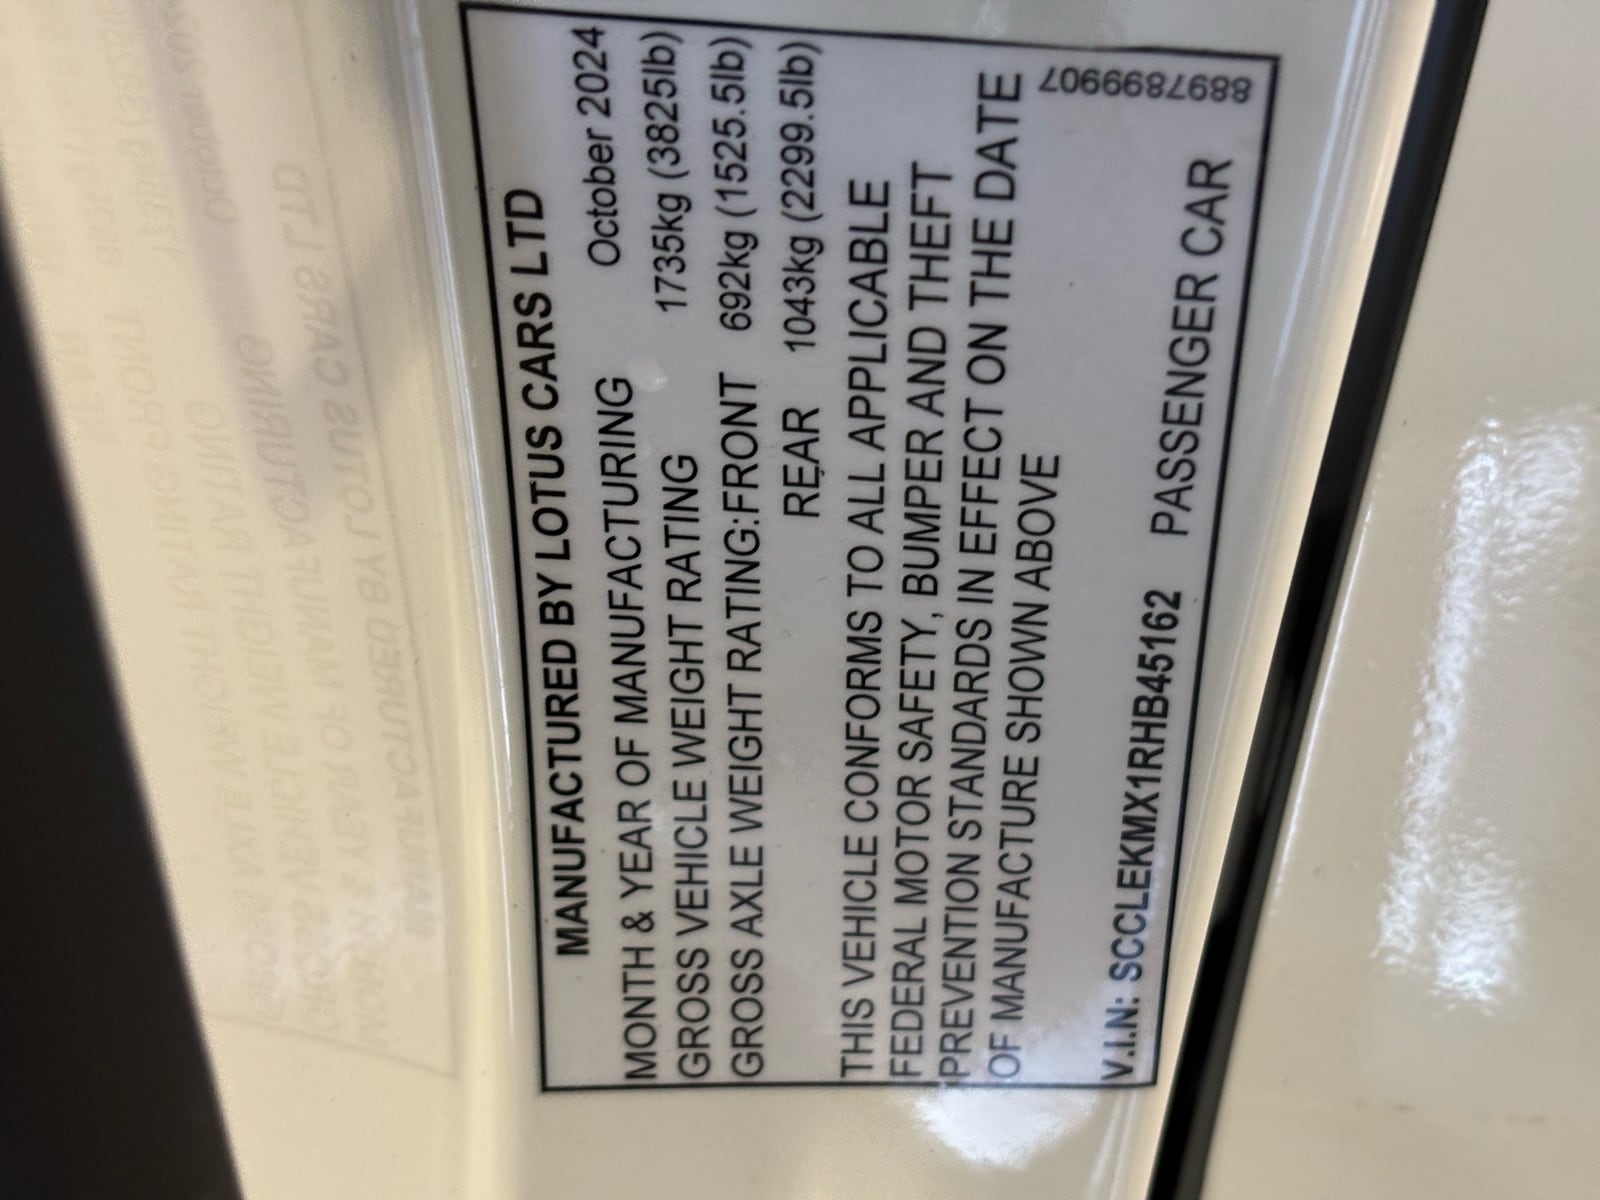 MANUFACTURED BY LOTUS CARS LTD
MONTH & YEAR OF MANUFACTURING October 2024
GROSS VEHICLE WEIGHT RATING 1735kg (3825lb)
GROSS AXLE WEIGHT RATING:FRONT 692kg (1525.5lb)
REAR 1043kg (2299.5lb)
THIS VEHICLE CONFORMS TO ALL APPLICABLE
FEDERAL MOTOR SAFETY, BUMPER AND THEFT
PREVENTION STANDARDS IN EFFECT ON THE DATE
OF MANUFACTURE SHOWN ABOVE
8897899907
V.I.N: SCCLEKMX1RHB45162 PASSENGER CAR